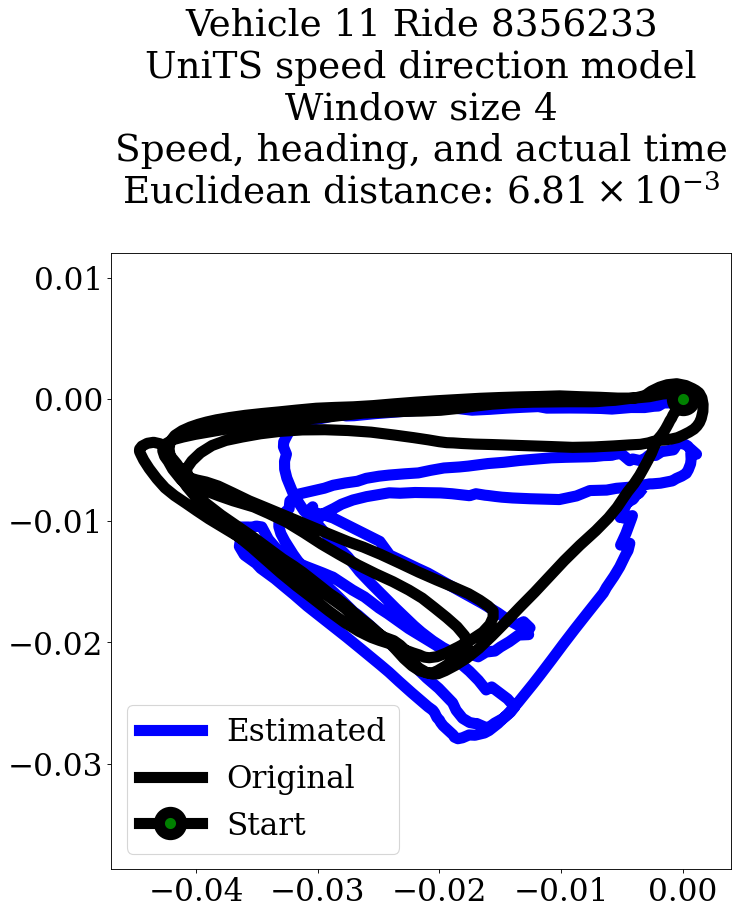 Vehicle 11 Ride 8356233
UniTS speed direction model
Window size 4
Speed, heading, and actual time
Euclidean distance: 6.81 × 10⁻³
0.01
0.00
−0.01
−0.02
−0.03
Estimated
Original
Start
−0.04 −0.03 −0.02 −0.01 0.00